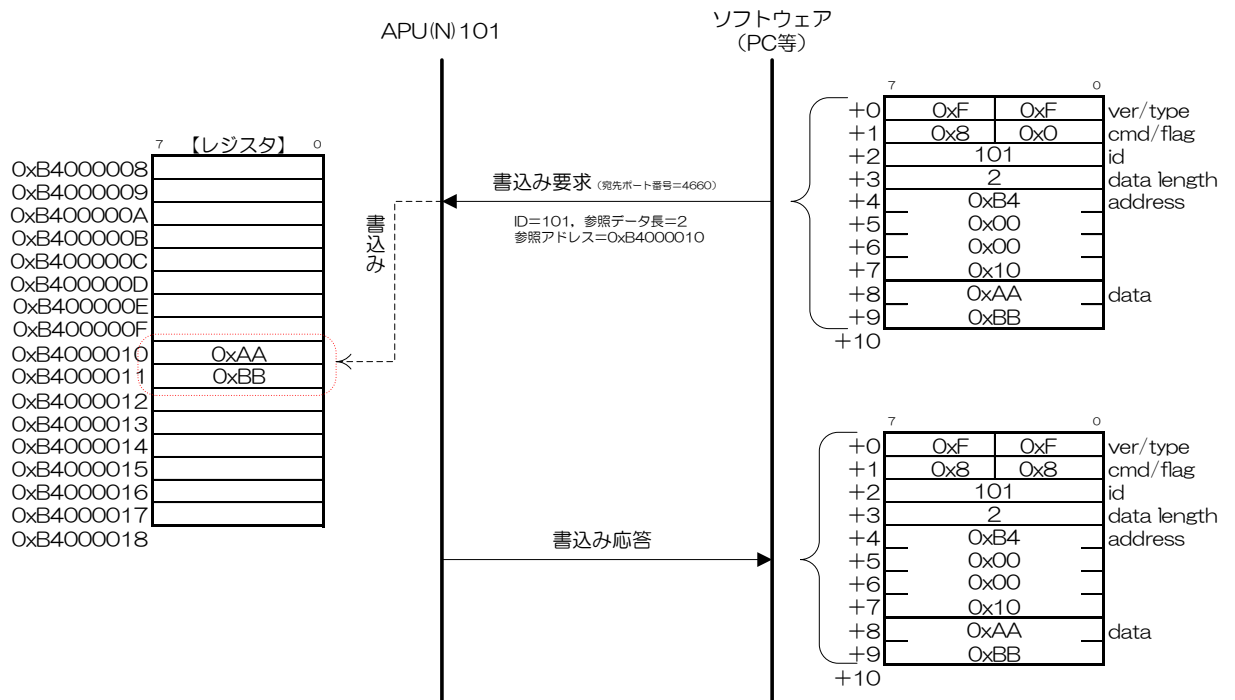 APU(N)101
ソフトウェア
(PC等)
7 【レジスタ】 0
0xB4000008
0xB4000009
0xB400000A
0xB400000B
0xB400000C
0xB400000D
0xB400000E
0xB400000F
0xB4000010 0xAA
0xB4000011 0xBB
0xB4000012
0xB4000013
0xB4000014
0xB4000015
0xB4000016
0xB4000017
0xB4000018
書込み
書込み要求 (宛先ポート番号=4660)
ID=101, 参照データ長=2
参照アドレス=0xB4000010
7 0
+0 0xF 0xF ver/type
+1 0x8 0x0 cmd/flag
+2 101 id
+3 2 data length
+4 0xB4 address
+5 0x00
+6 0x00
+7 0x10
+8 0xAA data
+9 0xBB
+10
書込み応答
7 0
+0 0xF 0xF ver/type
+1 0x8 0x8 cmd/flag
+2 101 id
+3 2 data length
+4 0xB4 address
+5 0x00
+6 0x00
+7 0x10
+8 0xAA data
+9 0xBB
+10